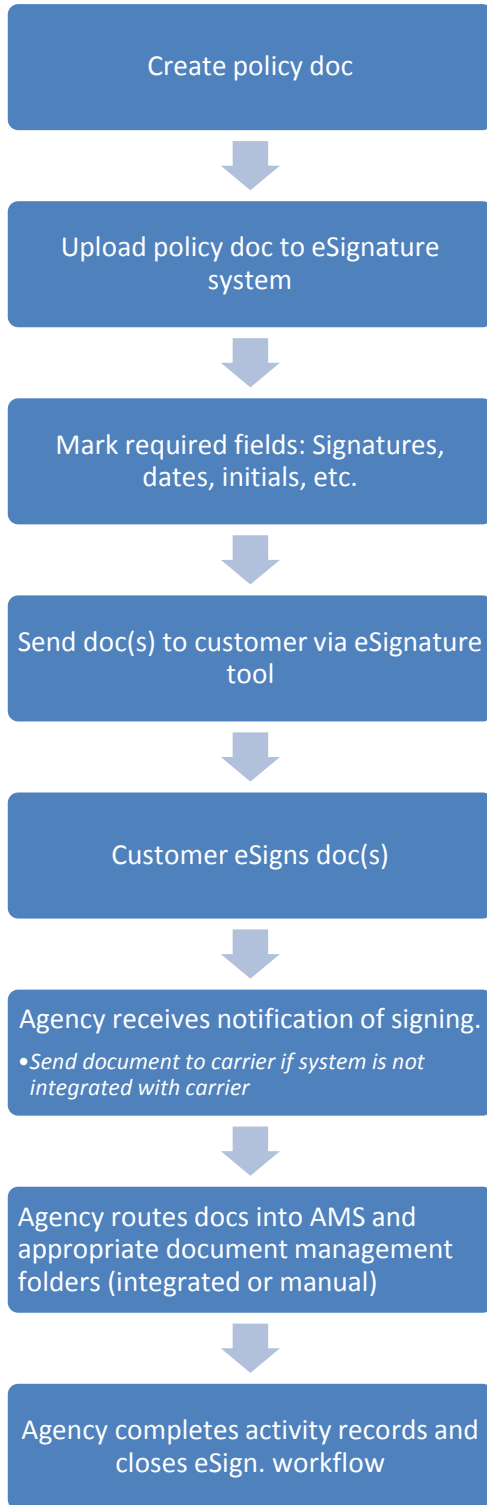 Create policy doc
Upload policy doc to eSignature
system
Mark required fields: Signatures,
dates, initials, etc.
Send doc(s) to customer via eSignature
tool
Customer eSigns doc(s)
Agency receives notification of signing.
•Send document to carrier if system is not
integrated with carrier
Agency routes docs into AMS and
appropriate document management
folders (integrated or manual)
Agency completes activity records and
closes eSign. workflow